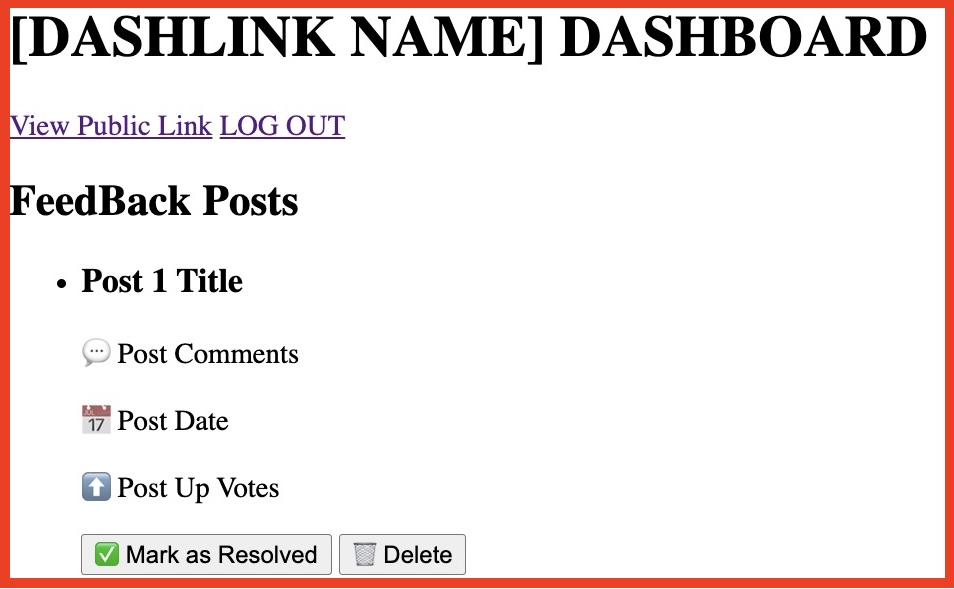 [DASHLINK NAME] DASHBOARD
View Public Link LOG OUT
FeedBack Posts
• Post 1 Title
💬 Post Comments
📅 Post Date
⬆️ Post Up Votes
✅ Mark as Resolved 🗑️ Delete